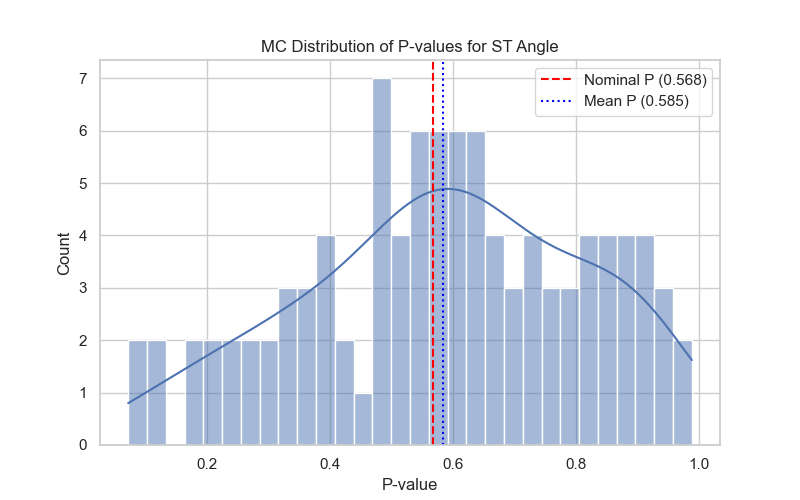 MC Distribution of P-values for ST Angle
Nominal P (0.568)
Mean P (0.585)
7
6
5
4
3
2
1
0
Count
0.2 0.4 0.6 0.8 1.0
P-value